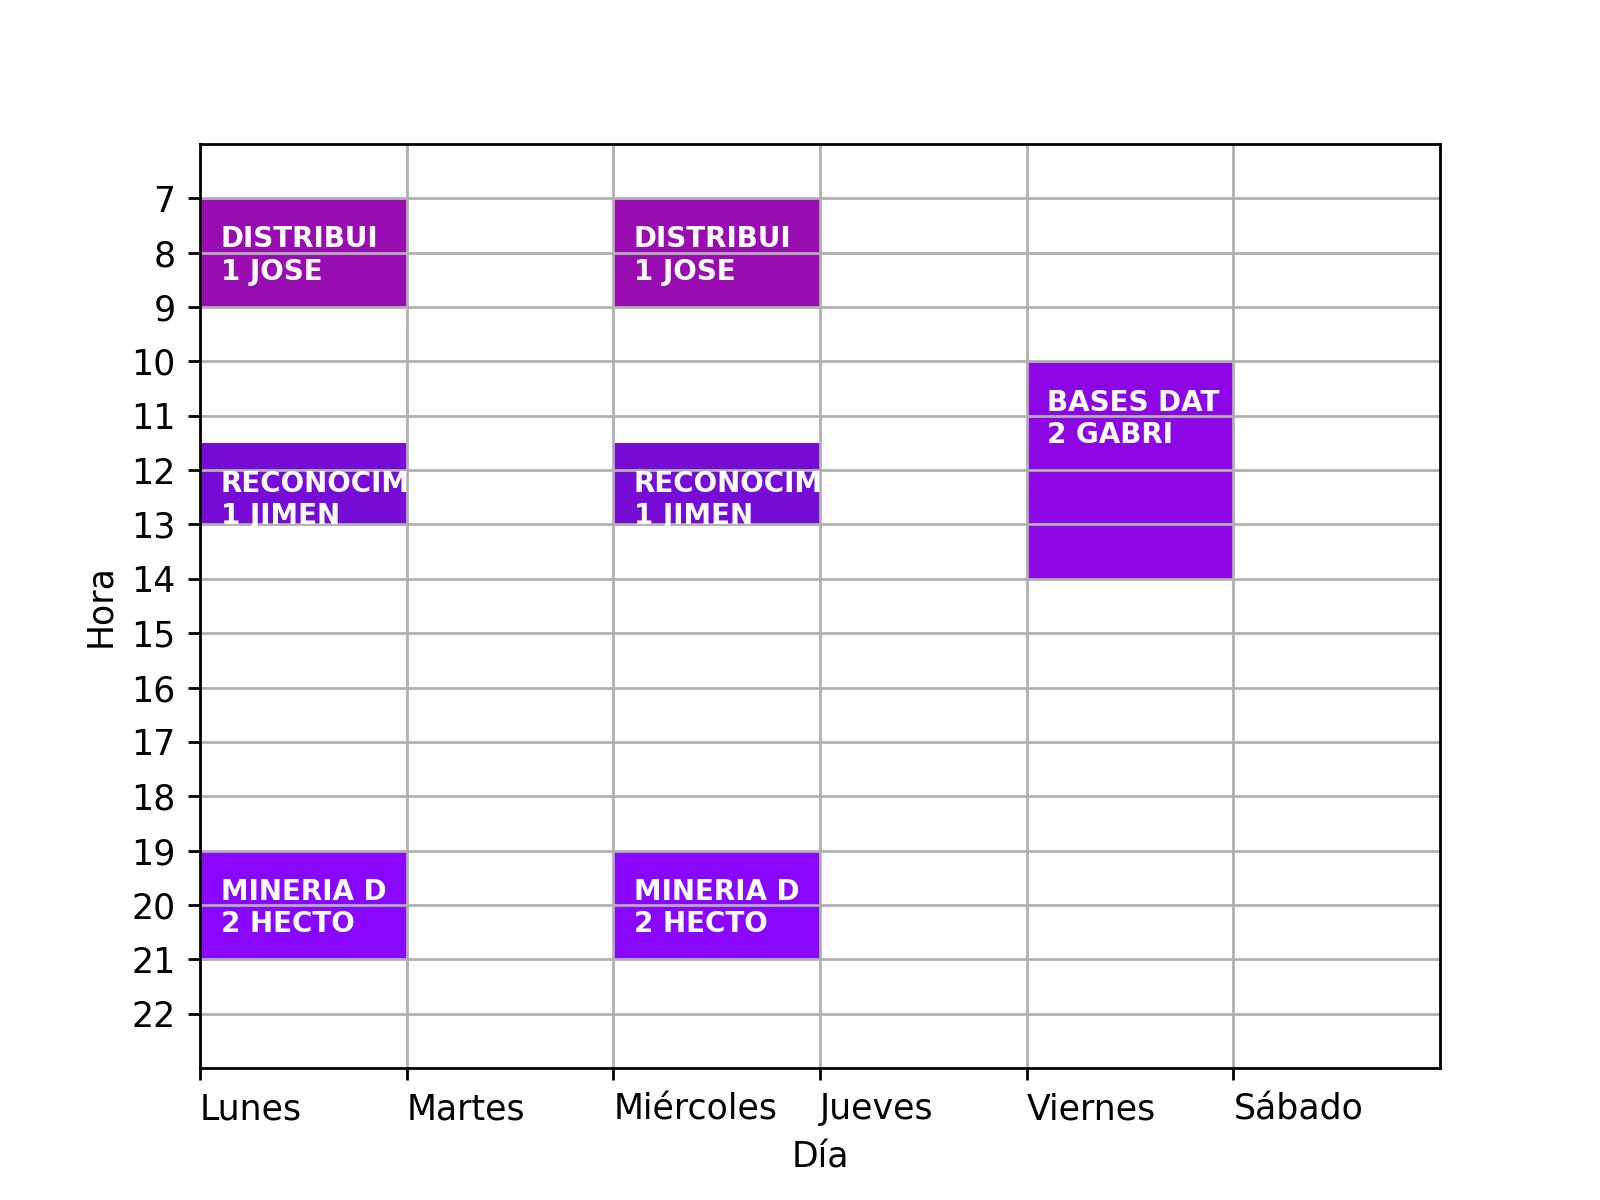 7
8
9
10
11
12
13
14
15
16
17
18
19
20
21
22
Hora
DISTRIBUI
1 JOSE
DISTRIBUI
1 JOSE
BASES DAT
2 GABRI
RECONOCIM
1 JIMEN
RECONOCIM
1 JIMEN
MINERIA D
2 HECTO
MINERIA D
2 HECTO
Lunes Martes Miércoles Jueves Viernes Sábado
Día